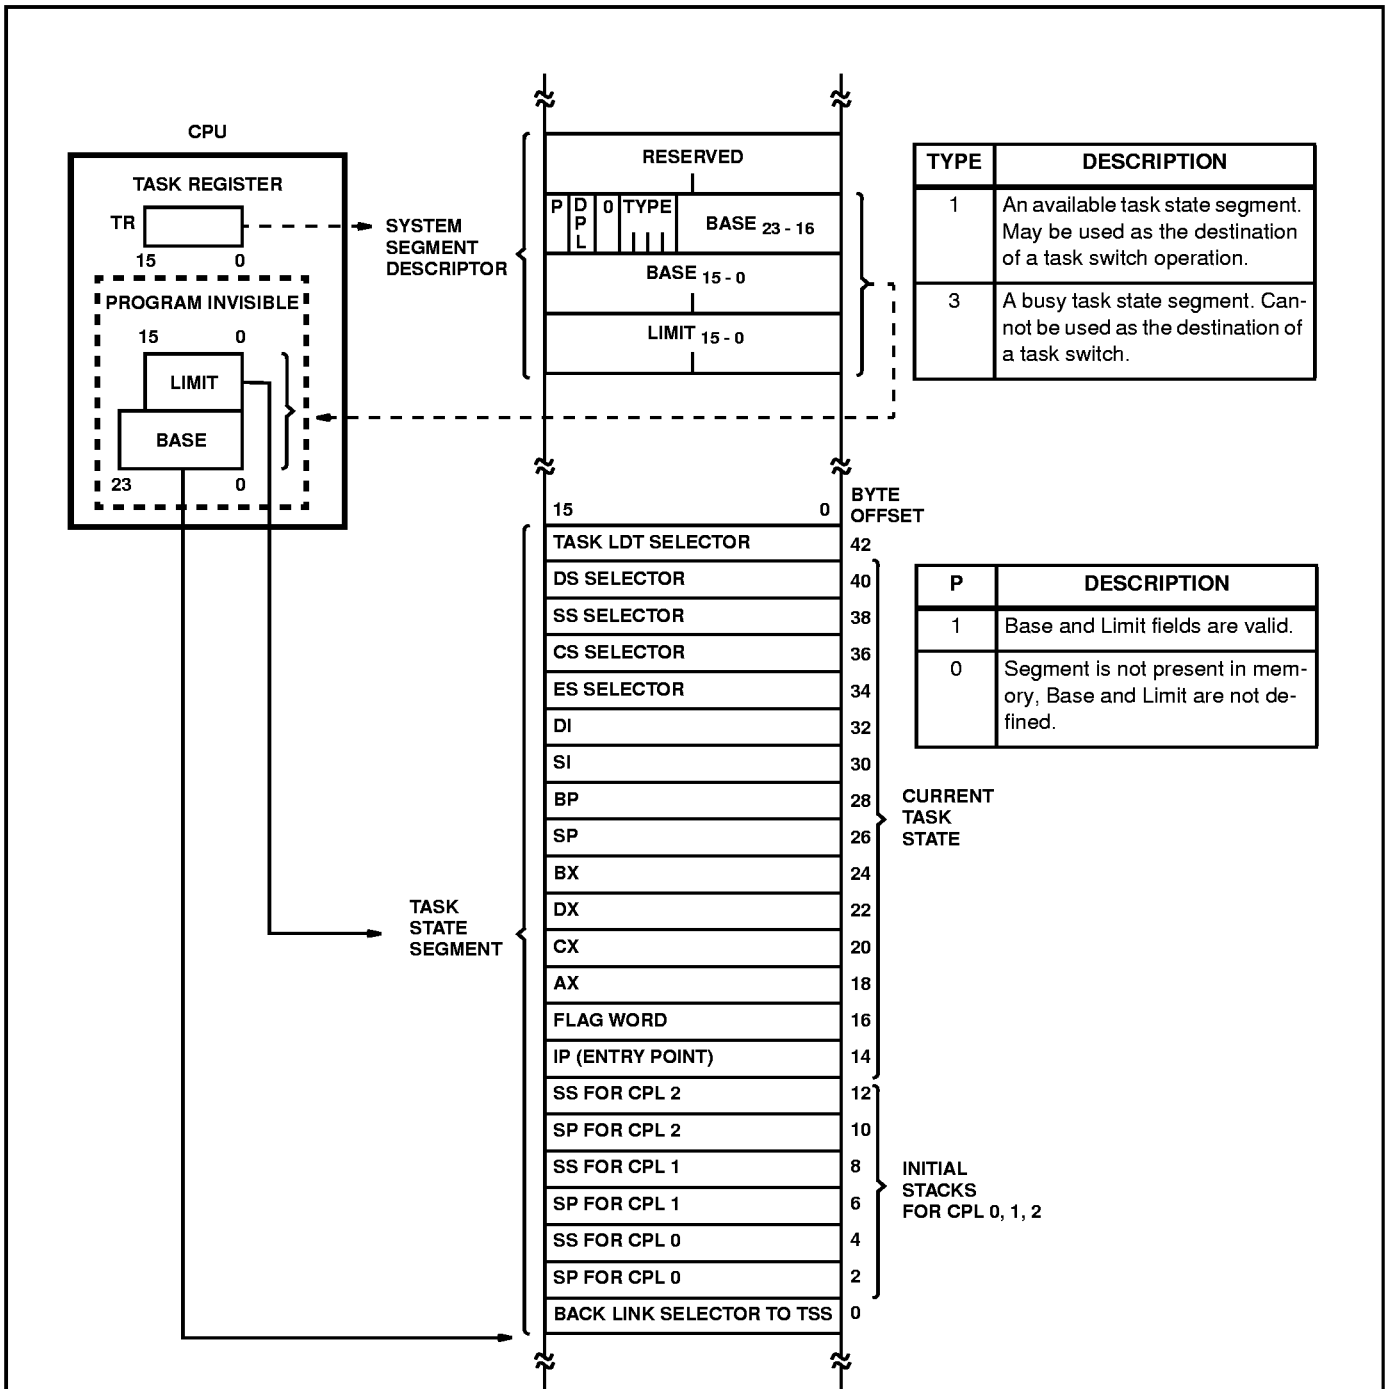 CPU
TASK REGISTER
TR
15 0
PROGRAM INVISIBLE
15 0
LIMIT
BASE
23 0
SYSTEM
SEGMENT
DESCRIPTOR
RESERVED
P DPL 0 TYPE BASE 23 - 16
BASE 15 - 0
LIMIT 15 - 0
TYPE DESCRIPTION
1 An available task state segment.
May be used as the destination
of a task switch operation.
3 A busy task state segment. Can-
not be used as the destination of
a task switch.
15 0
BYTE
OFFSET
TASK LDT SELECTOR 42
DS SELECTOR 40
SS SELECTOR 38
CS SELECTOR 36
ES SELECTOR 34
DI 32
SI 30
BP 28
SP 26
BX 24
DX 22
CX 20
AX 18
FLAG WORD 16
IP (ENTRY POINT) 14
SS FOR CPL 2 12
SP FOR CPL 2 10
SS FOR CPL 1 8
SP FOR CPL 1 6
SS FOR CPL 0 4
SP FOR CPL 0 2
BACK LINK SELECTOR TO TSS 0
P DESCRIPTION
1 Base and Limit fields are valid.
0 Segment is not present in mem-
ory, Base and Limit are not de-
fined.
CURRENT
TASK
STATE
TASK
STATE
SEGMENT
INITIAL
STACKS
FOR CPL 0, 1, 2